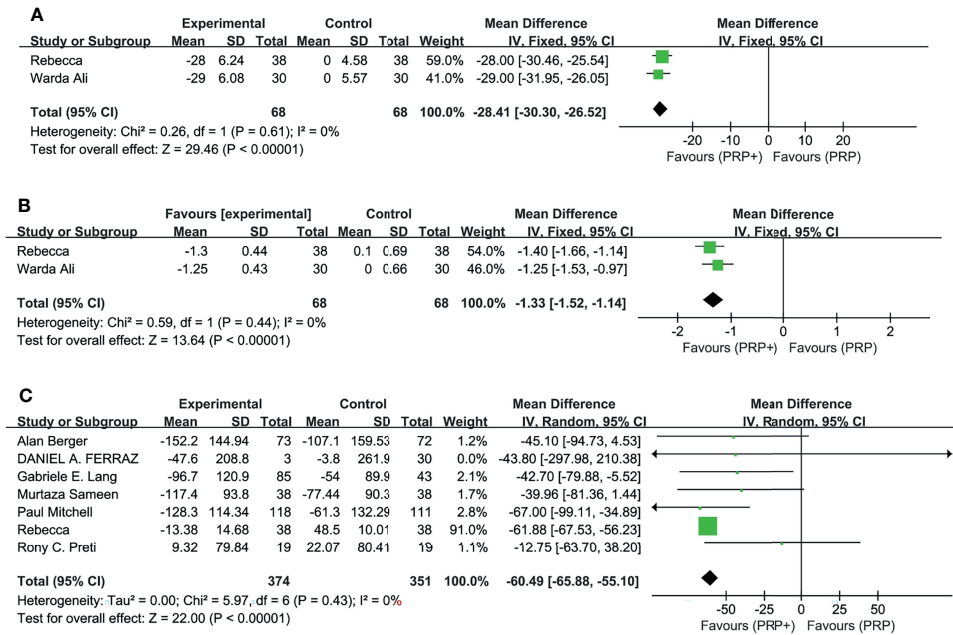 A
Experimental Control Mean Difference Mean Difference
Study or Subgroup Mean SD Total Mean SD Total Weight IV, Fixed, 95% CI IV, Fixed, 95% CI
Rebecca -28 6.24 38 0 4.58 38 59.0% -28.00 [-30.46, -25.54]
Warda Ali -29 6.08 30 0 5.57 30 41.0% -29.00 [-31.95, -26.05]
Total (95% CI) 68 68 100.0% -28.41 [-30.30, -26.52]
Heterogeneity: Chi² = 0.26, df = 1 (P = 0.61); I² = 0%
Test for overall effect: Z = 29.46 (P < 0.00001)
-20 -10 0 10 20
Favours (PRP+) Favours (PRP)
B
Favours [experimental] Control Mean Difference Mean Difference
Study or Subgroup Mean SD Total Mean SD Total Weight IV, Fixed, 95% CI IV, Fixed, 95% CI
Rebecca -1.3 0.44 38 0.1 0.69 38 54.0% -1.40 [-1.66, -1.14]
Warda Ali -1.25 0.43 30 0 0.66 30 46.0% -1.25 [-1.53, -0.97]
Total (95% CI) 68 68 100.0% -1.33 [-1.52, -1.14]
Heterogeneity: Chi² = 0.59, df = 1 (P = 0.44); I² = 0%
Test for overall effect: Z = 13.64 (P < 0.00001)
-2 -1 0 1 2
Favours (PRP+) Favours (PRP)
C
Experimental Control Mean Difference Mean Difference
Study or Subgroup Mean SD Total Mean SD Total Weight IV, Random, 95% CI IV, Random, 95% CI
Alan Berger -152.2 144.94 73 -107.1 159.53 72 1.2% -45.10 [-94.73, 4.53]
DANIEL A. FERRAZ -47.6 208.8 3 -3.8 261.9 30 0.0% -43.80 [-297.98, 210.38]
Gabriele E. Lang -96.7 120.9 85 -54 89.9 43 2.1% -42.70 [-79.88, -5.52]
Murtaza Sameen -117.4 93.8 38 -77.44 90.3 38 1.7% -39.96 [-81.36, 1.44]
Paul Mitchell -128.3 114.34 118 -61.3 132.29 111 2.8% -67.00 [-99.11, -34.89]
Rebecca -13.38 14.68 38 48.5 10.01 38 91.0% -61.88 [-67.53, -56.23]
Rony C. Preti 9.32 79.84 19 22.07 80.41 19 1.1% -12.75 [-63.70, 38.20]
Total (95% CI) 374 351 100.0% -60.49 [-65.88, -55.10]
Heterogeneity: Tau² = 0.00; Chi² = 5.97, df = 6 (P = 0.43); I² = 0%
Test for overall effect: Z = 22.00 (P < 0.00001)
-50 -25 0 25 50
Favours (PRP+) Favours (PRP)